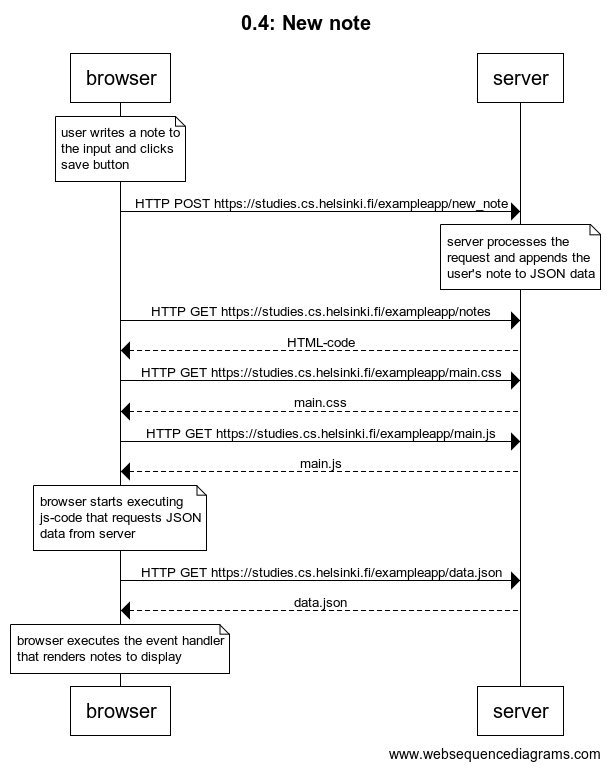 0.4: New note
browser
server
user writes a note to
the input and clicks
save button
HTTP POST https://studies.cs.helsinki.fi/exampleapp/new_note
server processes the
request and appends the
user's note to JSON data
HTTP GET https://studies.cs.helsinki.fi/exampleapp/notes
HTML-code
HTTP GET https://studies.cs.helsinki.fi/exampleapp/main.css
main.css
HTTP GET https://studies.cs.helsinki.fi/exampleapp/main.js
main.js
browser starts executing
js-code that requests JSON
data from server
HTTP GET https://studies.cs.helsinki.fi/exampleapp/data.json
data.json
browser executes the event handler
that renders notes to display
browser
server
www.websequencediagrams.com